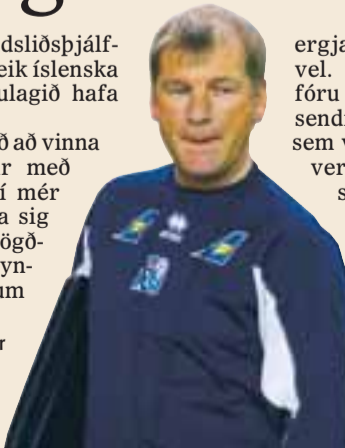 g
dsliðsþjálf-
eik íslenska
ulagið hafa
ð að vinna
r með
í mér
a sig
ögð-
yn-
um
r
ergja
vel.
fóru
sendi
sem v
ver
s